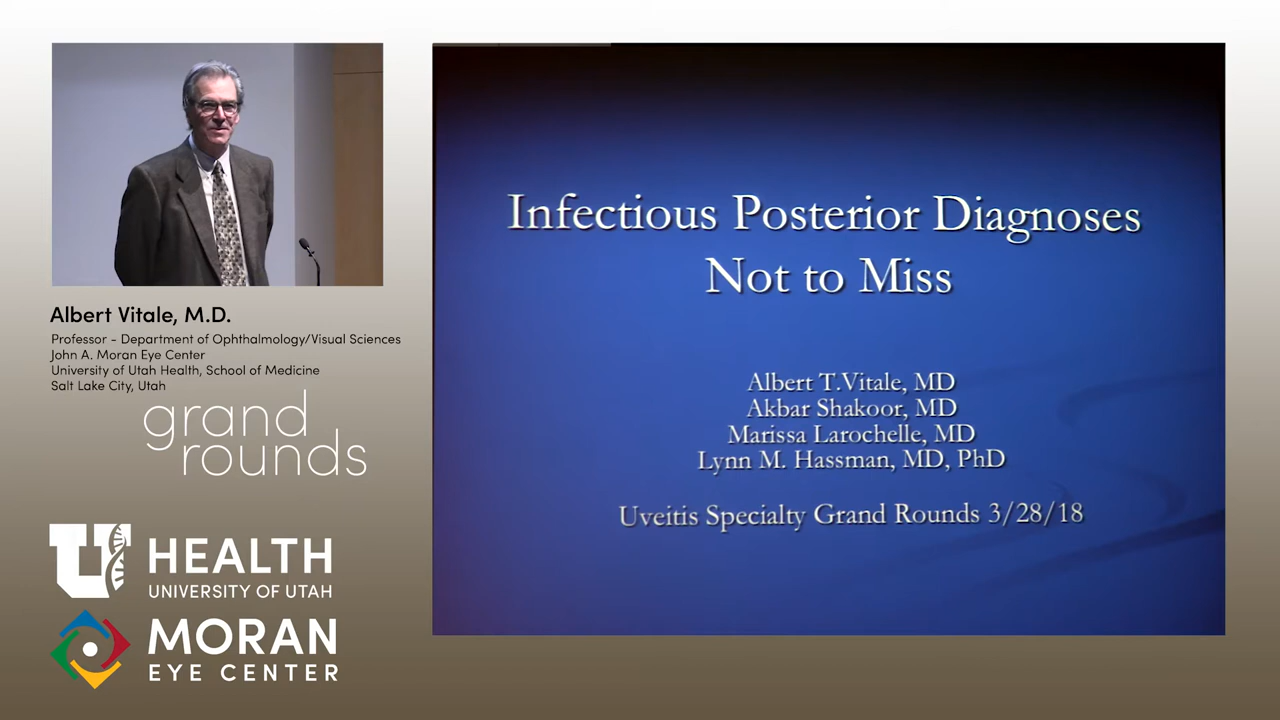 Albert Vitale, M.D.
Professor - Department of Ophthalmology/Visual Sciences
John A. Moran Eye Center
University of Utah Health, School of Medicine
Salt Lake City, Utah
grand
rounds
U HEALTH
UNIVERSITY OF UTAH
MORAN
EYE CENTER
Infectious Posterior Diagnoses
Not to Miss
Albert T.Vitale, MD
Akbar Shakoor, MD
Marissa Larochelle, MD
Lynn M. Hassman, MD, PhD
Uveitis Specialty Grand Rounds 3/28/18